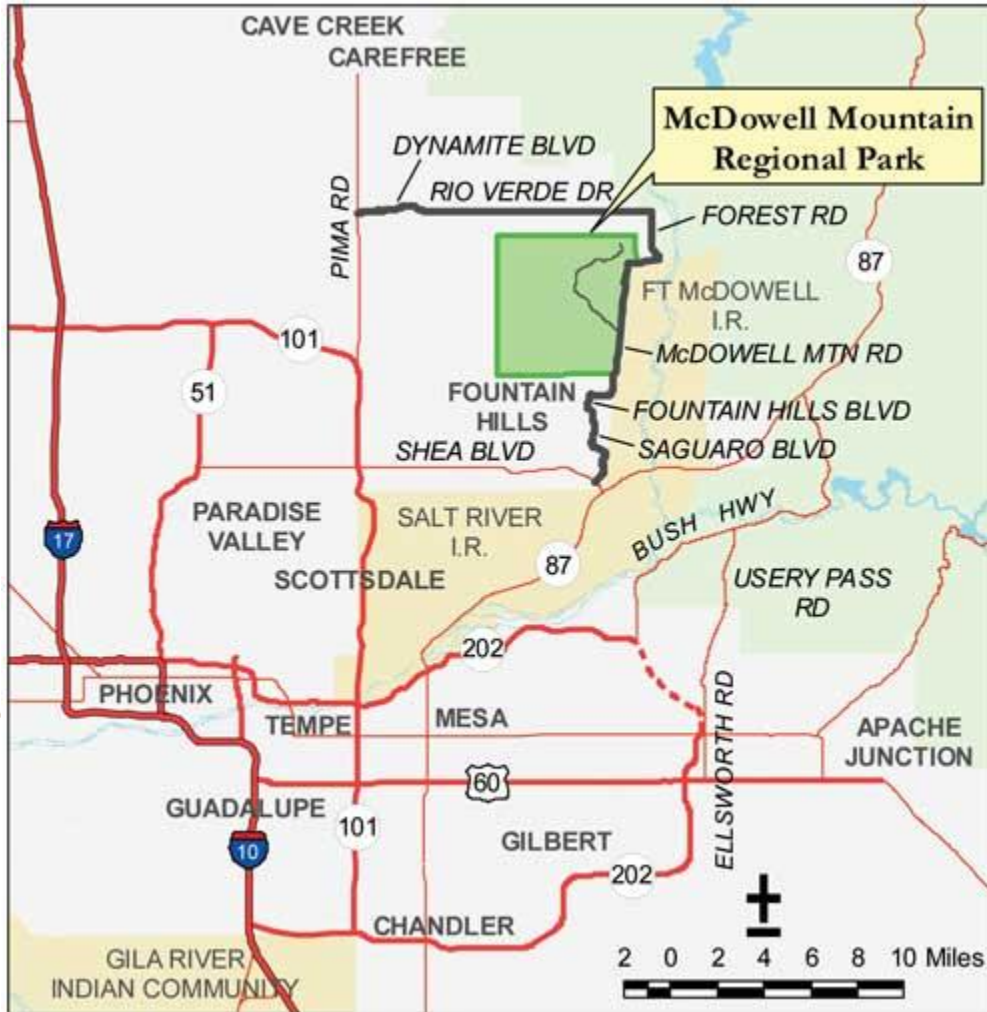 CAVE CREEK
CAREFREE
McDowell Mountain
Regional Park
DYNAMITE BLVD
RIO VERDE DR
FOREST RD
PIMA RD
87
FT McDOWELL
I.R.
101
McDOWELL MTN RD
51
FOUNTAIN
HILLS
FOUNTAIN HILLS BLVD
SHEA BLVD
SAGUARO BLVD
PARADISE
VALLEY
SALT RIVER
I.R.
BUSH HWY
17
87
SCOTTSDALE
USERY PASS
RD
202
PHOENIX
TEMPE
MESA
ELLSWORTH RD
APACHE
JUNCTION
60
GUADALUPE
101
GILBERT
10
202
CHANDLER
GILA RIVER
INDIAN COMMUNITY
2 0 2 4 6 8 10 Miles